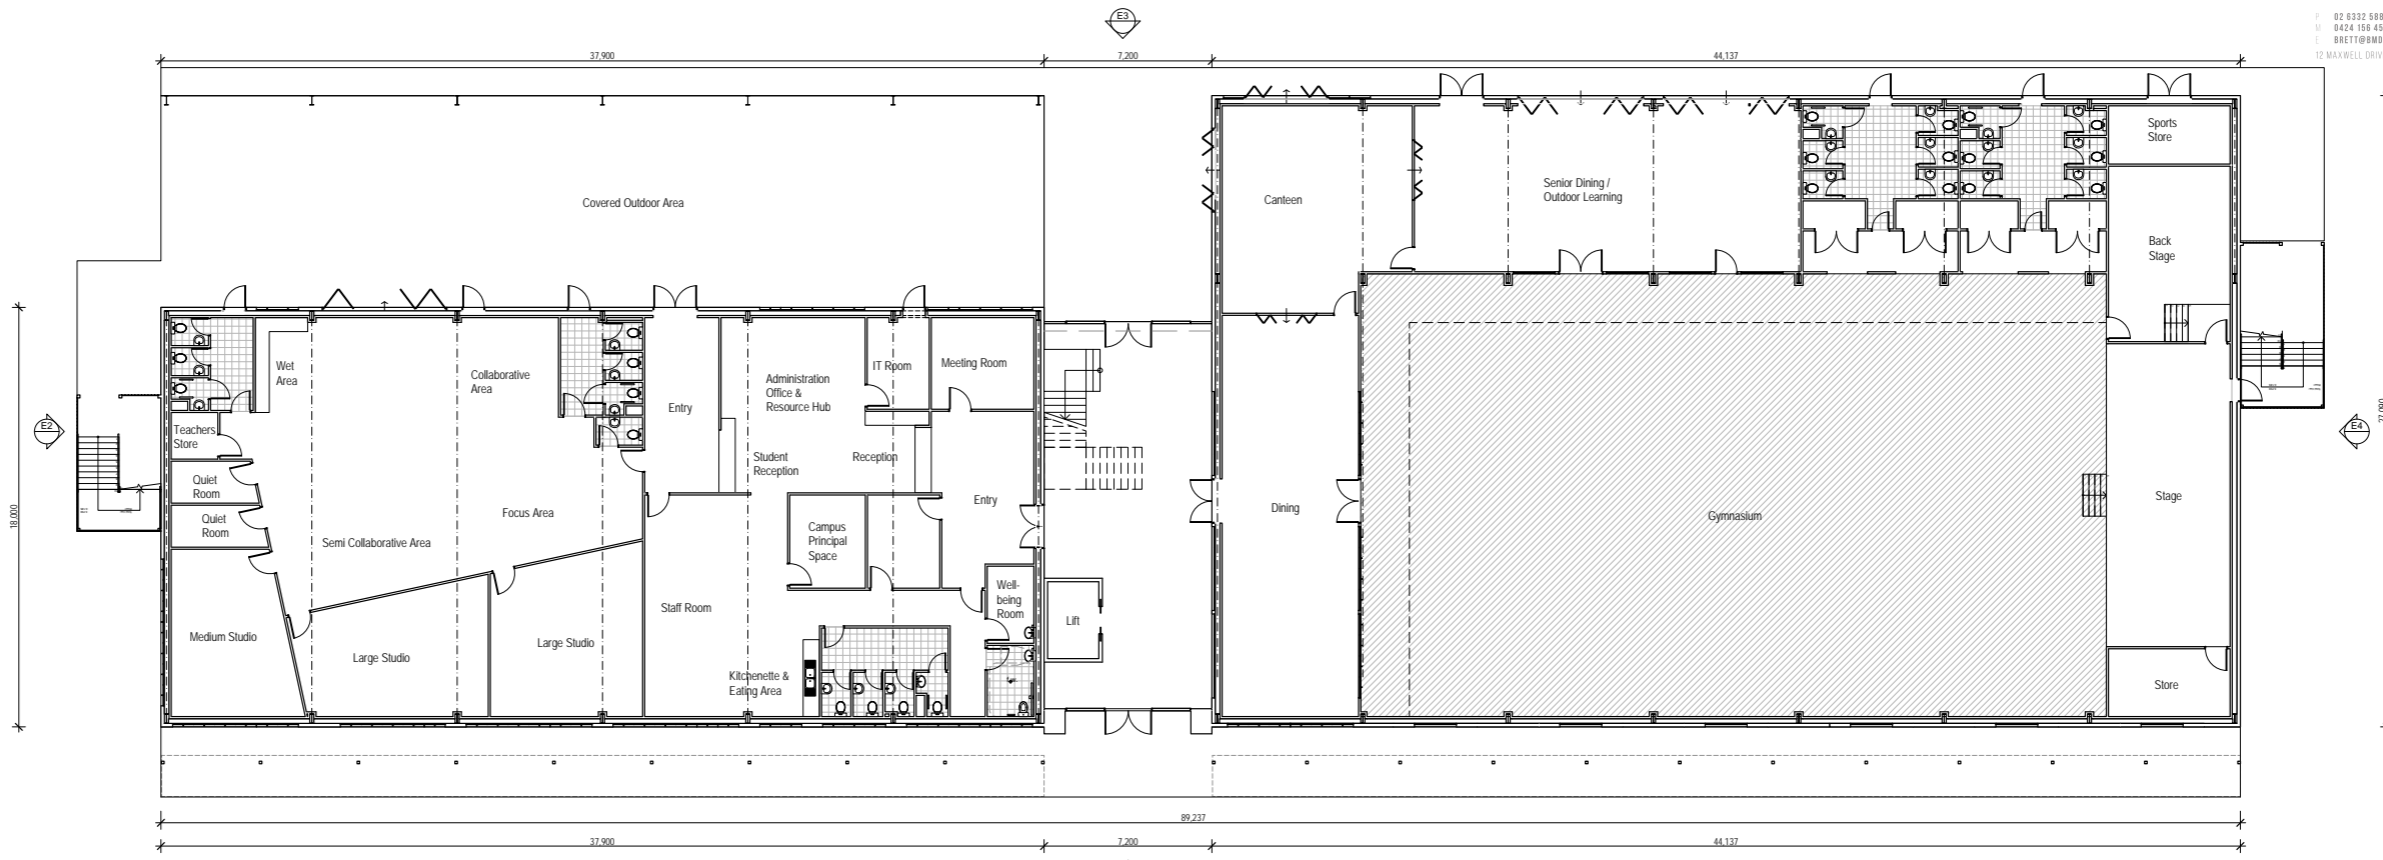 E3
02 6332 588
0424 156 45
BRETT@BMD
12 MAXWELL DRIV
37,900
7,200
44,137
Covered Outdoor Area
Canteen
Senior Dining /
Outdoor Learning
Sports
Store
Back
Stage
Wet
Area
Collaborative
Area
Entry
Administration
Office &
Resource Hub
IT Room
Meeting Room
Teachers
Store
Student
Reception
Reception
Quiet
Room
Quiet
Room
Focus Area
Semi Collaborative Area
Campus
Principal
Space
Entry
Dining
Gymnasium
Stage
E2
E4
18,000
27,090
Medium Studio
Large Studio
Large Studio
Staff Room
Well-
being
Room
Lift
Kitchenette &
Eating Area
Store
89,237
37,900
7,200
44,137